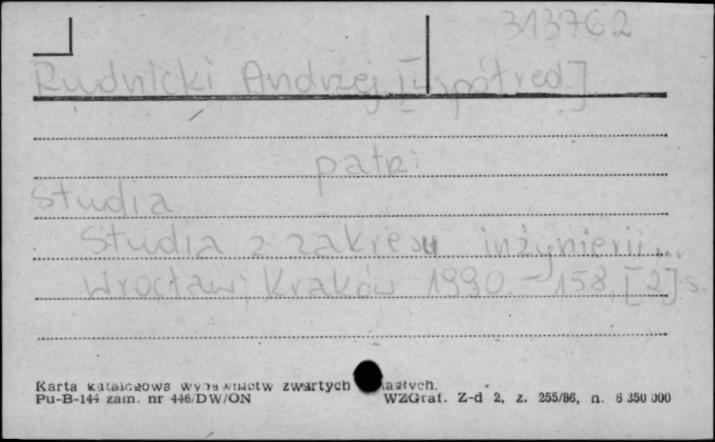 313762
Rudnicki Andrzej [współred]
patrz:
Studia
Studia z zakresu inżynierii...
Wrocław; Kraków 1990. - 158, [2] s.
Karta katalogowa wydawnictw zwartych
Pu-B-144 zam. nr 446/DW/ON WZGraf. Z-d 2, z. 255/86, n. 6 350 000